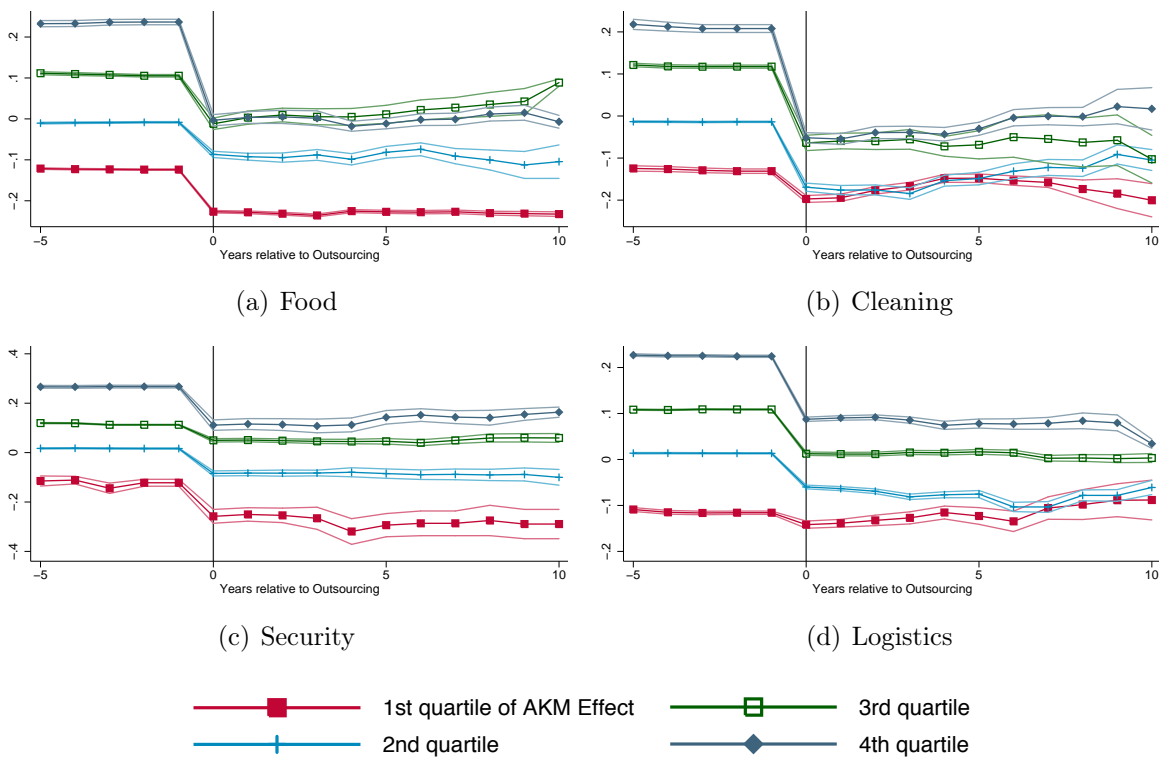 .2
.1
0
-.1
-.2
-5 0 5 10
Years relative to Outsourcing
(a) Food
.2
.1
0
-.1
-.2
-5 0 5 10
Years relative to Outsourcing
(b) Cleaning
.4
.2
0
-.2
-.4
-5 0 5 10
Years relative to Outsourcing
(c) Security
.2
.1
0
-.1
-.2
-5 0 5 10
Years relative to Outsourcing
(d) Logistics
1st quartile of AKM Effect 3rd quartile
2nd quartile 4th quartile